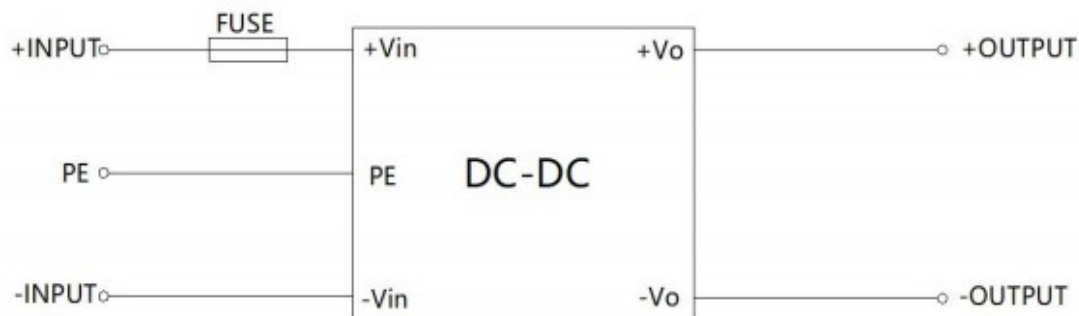 FUSE
+INPUT +Vin +Vo +OUTPUT
PE PE DC-DC
-INPUT -Vin -Vo -OUTPUT